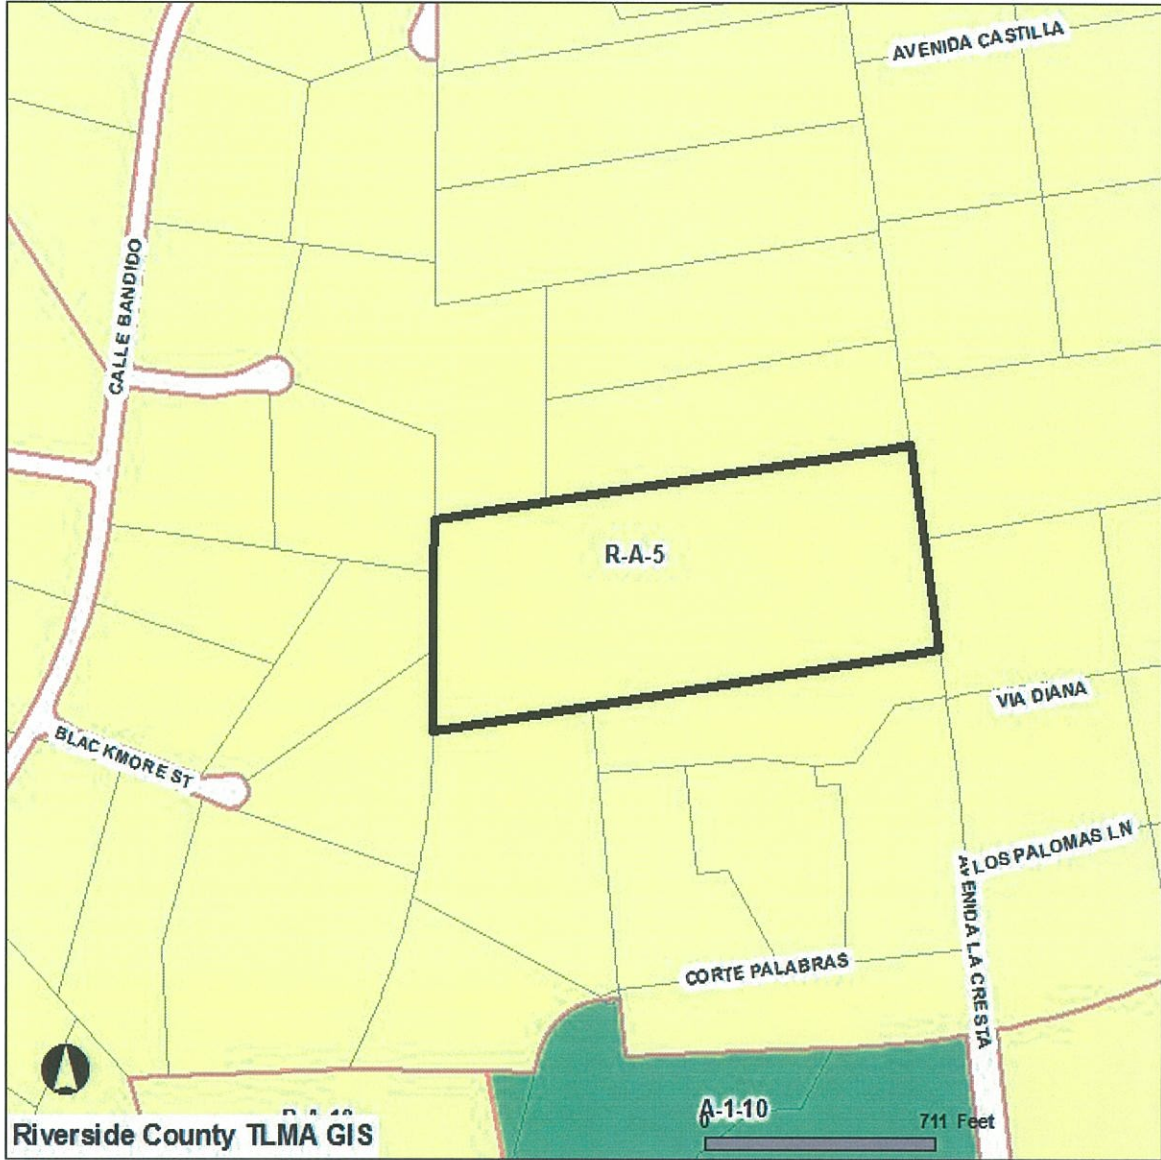 AVENIDA CASTILLA
CALLE BANDIDO
R-A-5
VIA DIANA
BLACKMORE ST
LOS PALOMAS LN
AVENIDA LA CRESTA
CORTE PALABRAS
A-1-10
0 711 Feet
Riverside County TLMA GIS